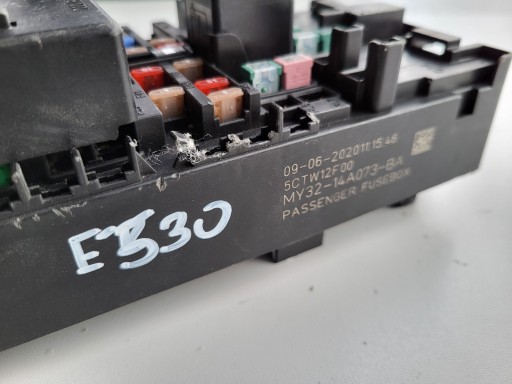 09-06-2020 11:15:46
5CTW12F00
MY32-14A073-BA
PASSENGER FUSEBOX
E530